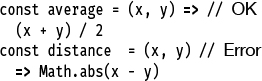 const average = (x, y) => // OK
  (x + y) / 2
const distance  = (x, y) // Error
  => Math.abs(x - y)